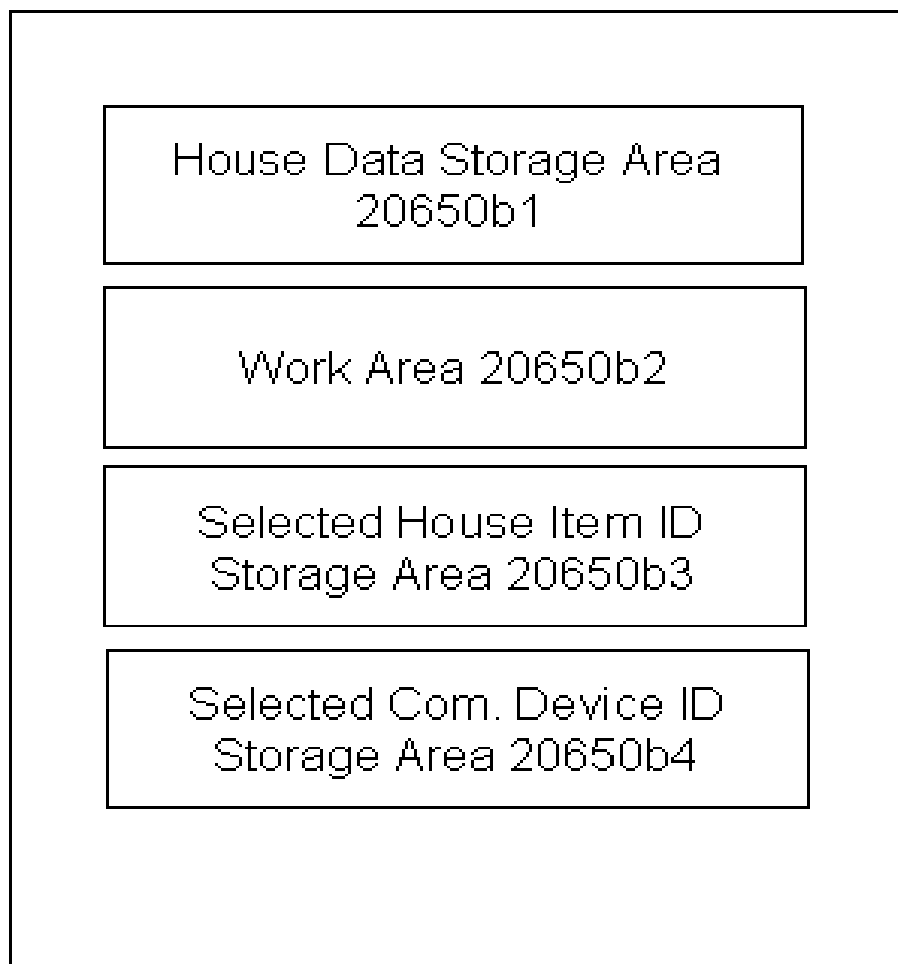 House Data Storage Area
20650b1
Work Area 20650b2
Selected House Item ID
Storage Area 20650b3
Selected Com. Device ID
Storage Area 20650b4